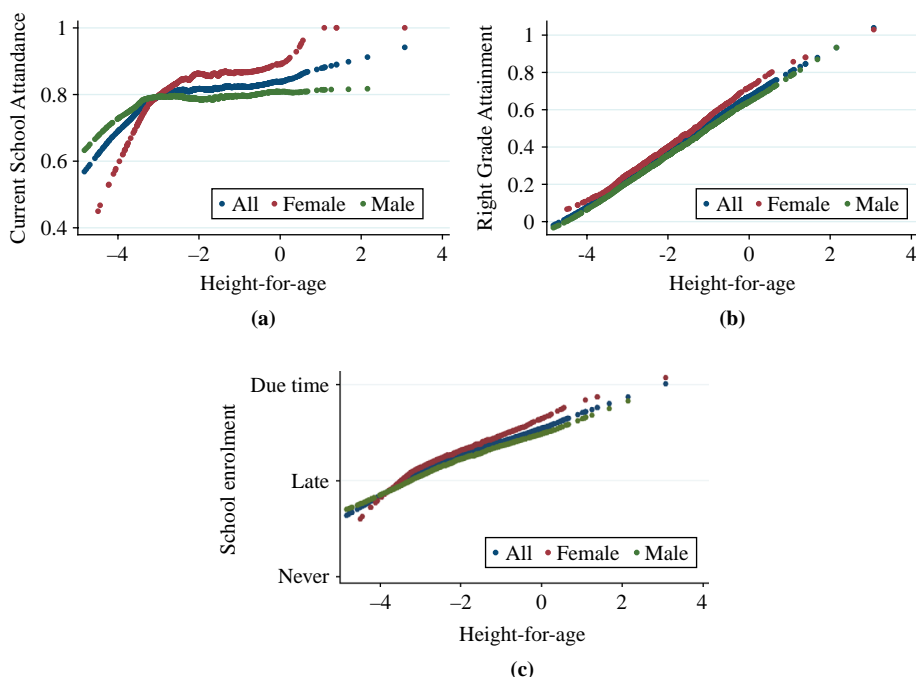 Current School Attandance
1
0.8
0.6
0.4
All Female Male
−4 −2 0 2 4
Height-for-age
(a)
Right Grade Attainment
1
0.8
0.6
0.4
0.2
0
All Female Male
-4 -2 0 2 4
Height-for-age
(b)
School enrolment
Due time
Late
Never
All Female Male
−4 −2 0 2 4
Height-for-age
(c)